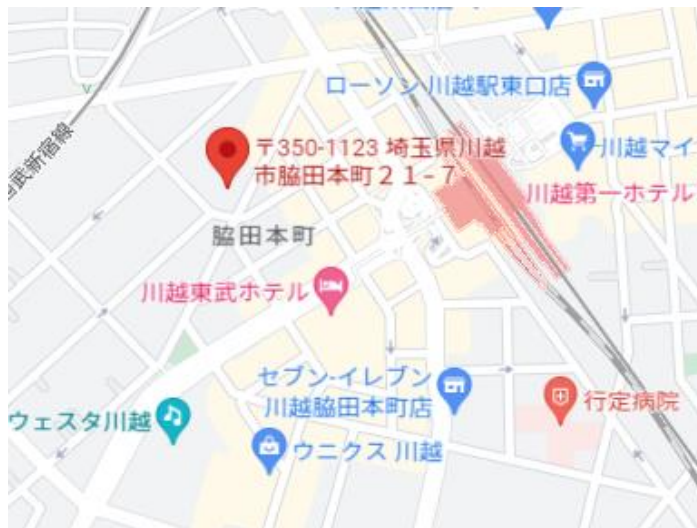 ローソン 川越駅東口店
〒350-1123 埼玉県川越
市脇田本町２１−７
川越マイ
川越第一ホテル
武新宿線
脇田本町
川越東武ホテル
セブン-イレブン
川越脇田本町店
行定病院
ウェスタ川越
ウニクス 川越